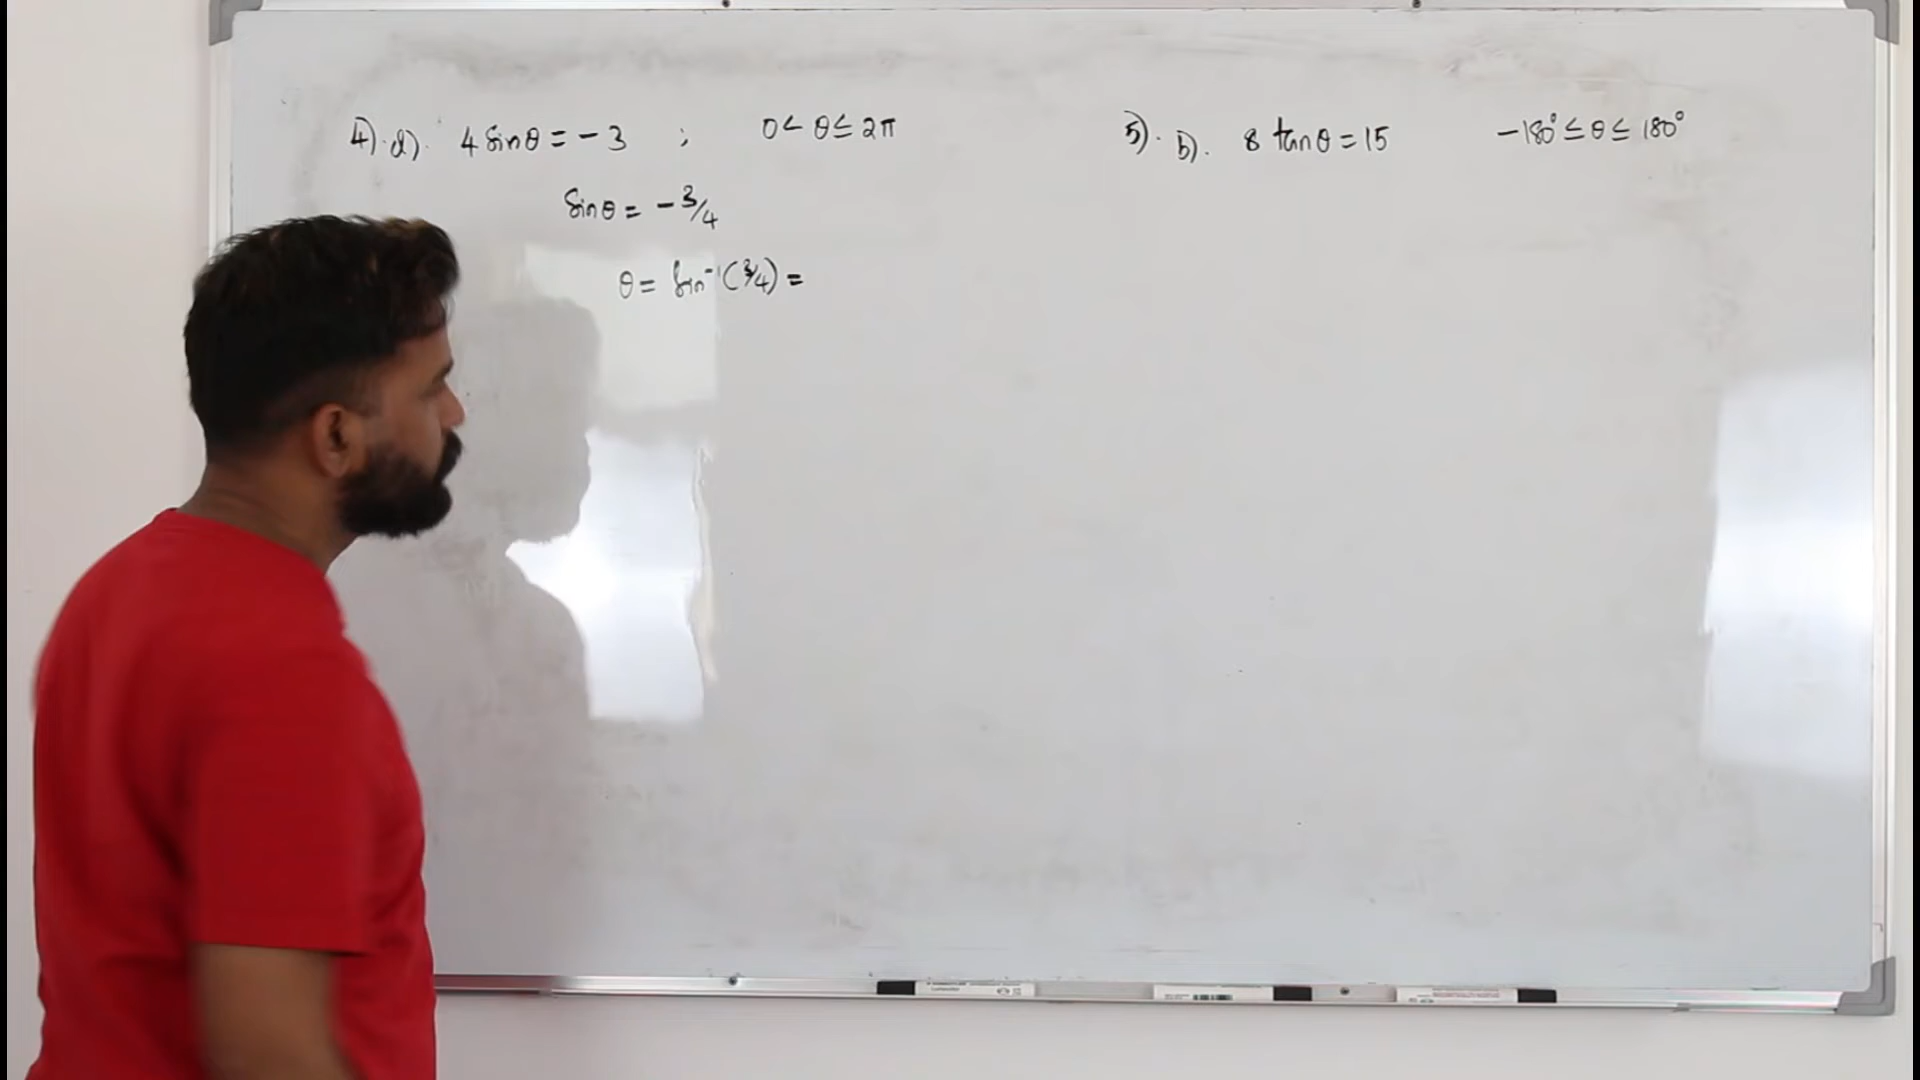 4).d). 4 sinθ = -3 ; 0 < θ ≤ 2π
sinθ = -3/4
θ = sin⁻¹(3/4) =
5). b). 8 tanθ = 15 -180° ≤ θ ≤ 180°